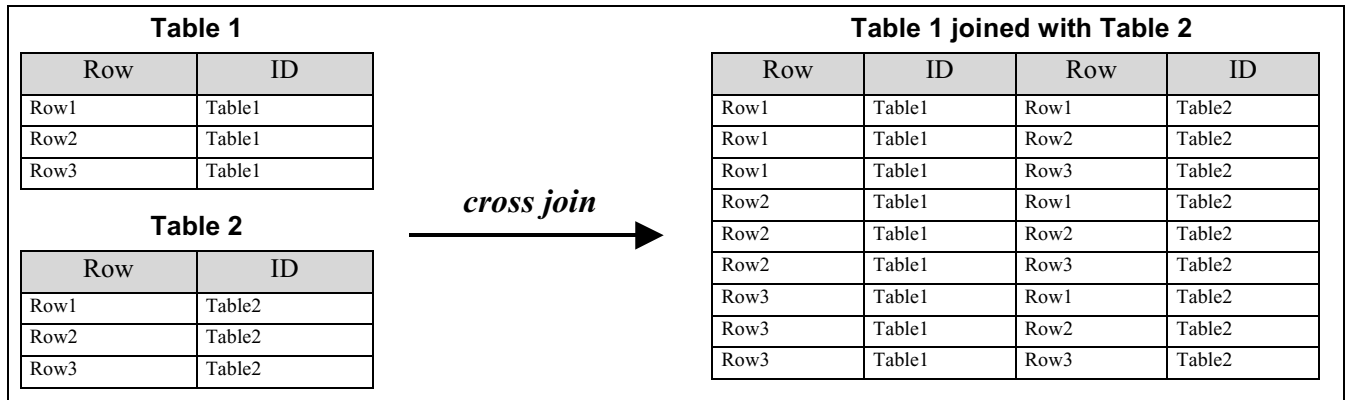 Table 1
Row ID
Row1 Table1
Row2 Table1
Row3 Table1
Table 2
Row ID
Row1 Table2
Row2 Table2
Row3 Table2
cross join
Table 1 joined with Table 2
Row ID Row ID
Row1 Table1 Row1 Table2
Row1 Table1 Row2 Table2
Row1 Table1 Row3 Table2
Row2 Table1 Row1 Table2
Row2 Table1 Row2 Table2
Row2 Table1 Row3 Table2
Row3 Table1 Row1 Table2
Row3 Table1 Row2 Table2
Row3 Table1 Row3 Table2